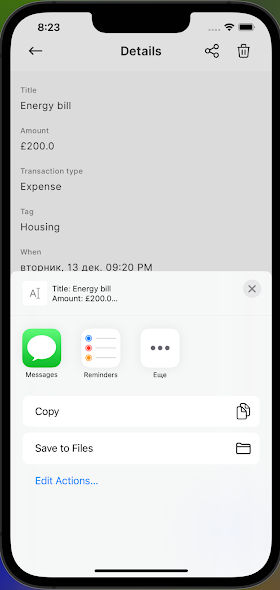 8:23
Details
Title
Energy bill
Amount
£200.0
Transaction type
Expense
Tag
Housing
When
вторник, 13 дек. 09:20 PM
A
Title: Energy bill
Amount: £200.0...
Messages
Reminders
Еще
Copy
Save to Files
Edit Actions...